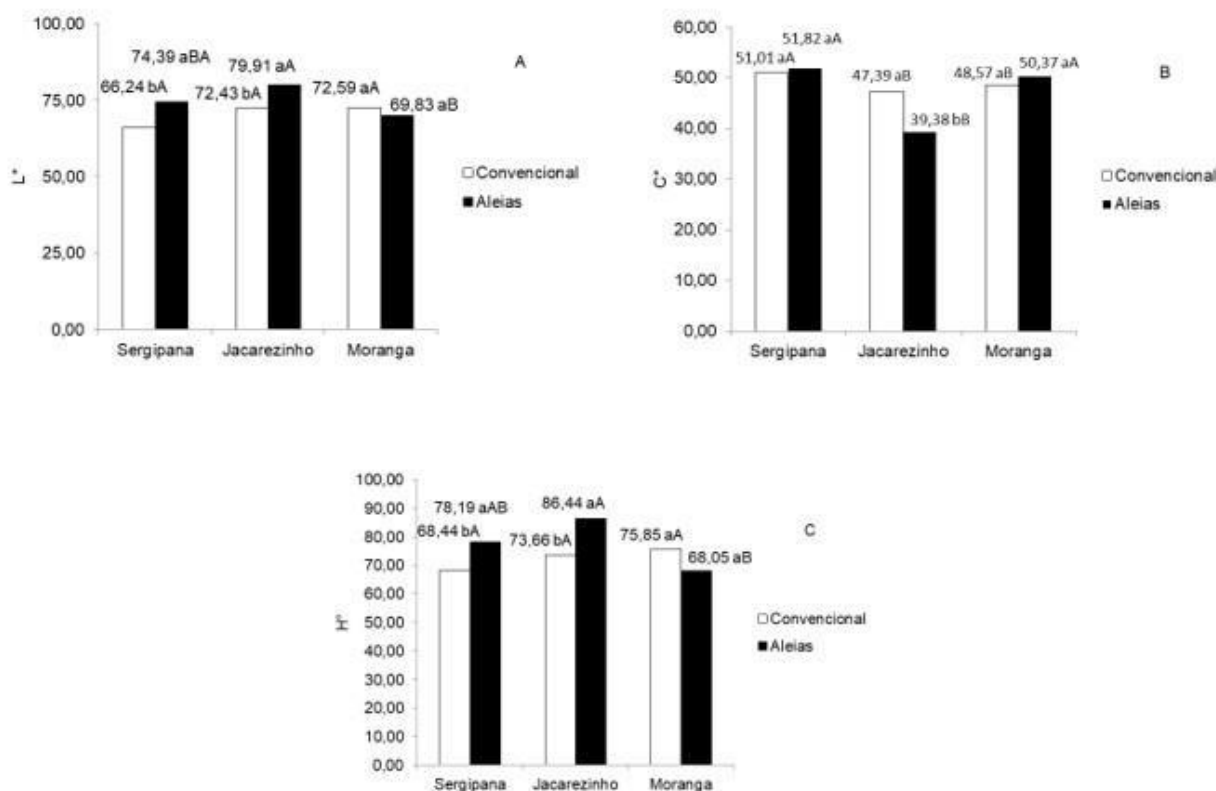 100,00
75,00
50,00
25,00
0,00
L*
74,39 aBA
66,24 bA
79,91 aA
72,43 bA
72,59 aA
69,83 aB
A
Convencional
Aleias
Sergipana Jacarezinho Moranga
60,00
50,00
40,00
30,00
20,00
10,00
0,00
C*
51,82 aA
51,01 aA
47,39 aB
39,38 bB
48,57 aB
50,37 aA
B
Convencional
Aleias
Sergipana Jacarezinho Moranga
100,00
90,00
80,00
70,00
60,00
50,00
40,00
30,00
20,00
10,00
0,00
H°
78,19 aAB
68,44 bA
86,44 aA
73,66 bA
75,85 aA
68,05 aB
C
Convencional
Aleias
Sergipana Jacarezinho Moranga